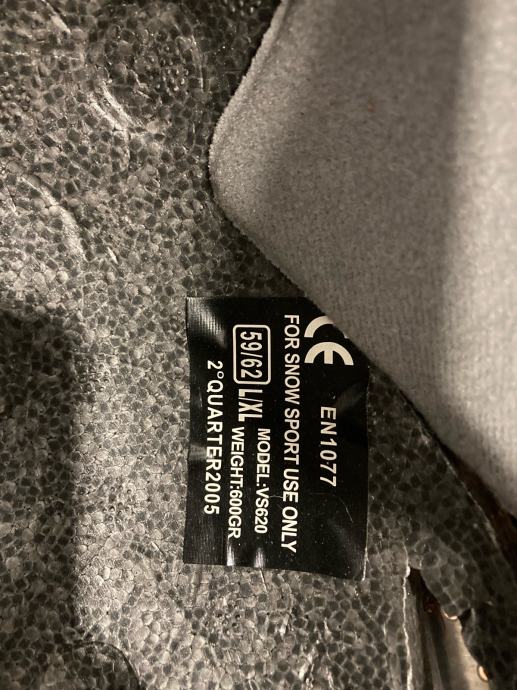 CE EN1077
FOR SNOW SPORT USE ONLY
59/62 L/XL MODEL:VS620
WEIGHT:600GR
2°QUARTER2005